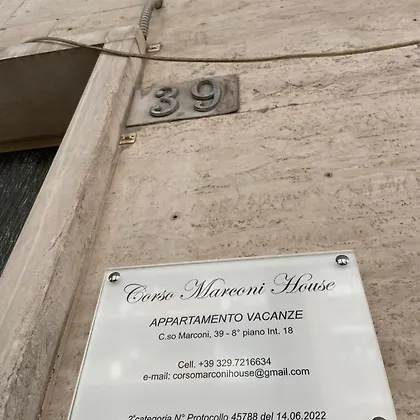 39
Corso Marconi House
APPARTAMENTO VACANZE
C.so Marconi, 39 - 8° piano Int. 18
Cell. +39 329.7216634
e-mail: corsomarconihouse@gmail.com
2°categoria N° Protocollo 45788 del 14.06.2022